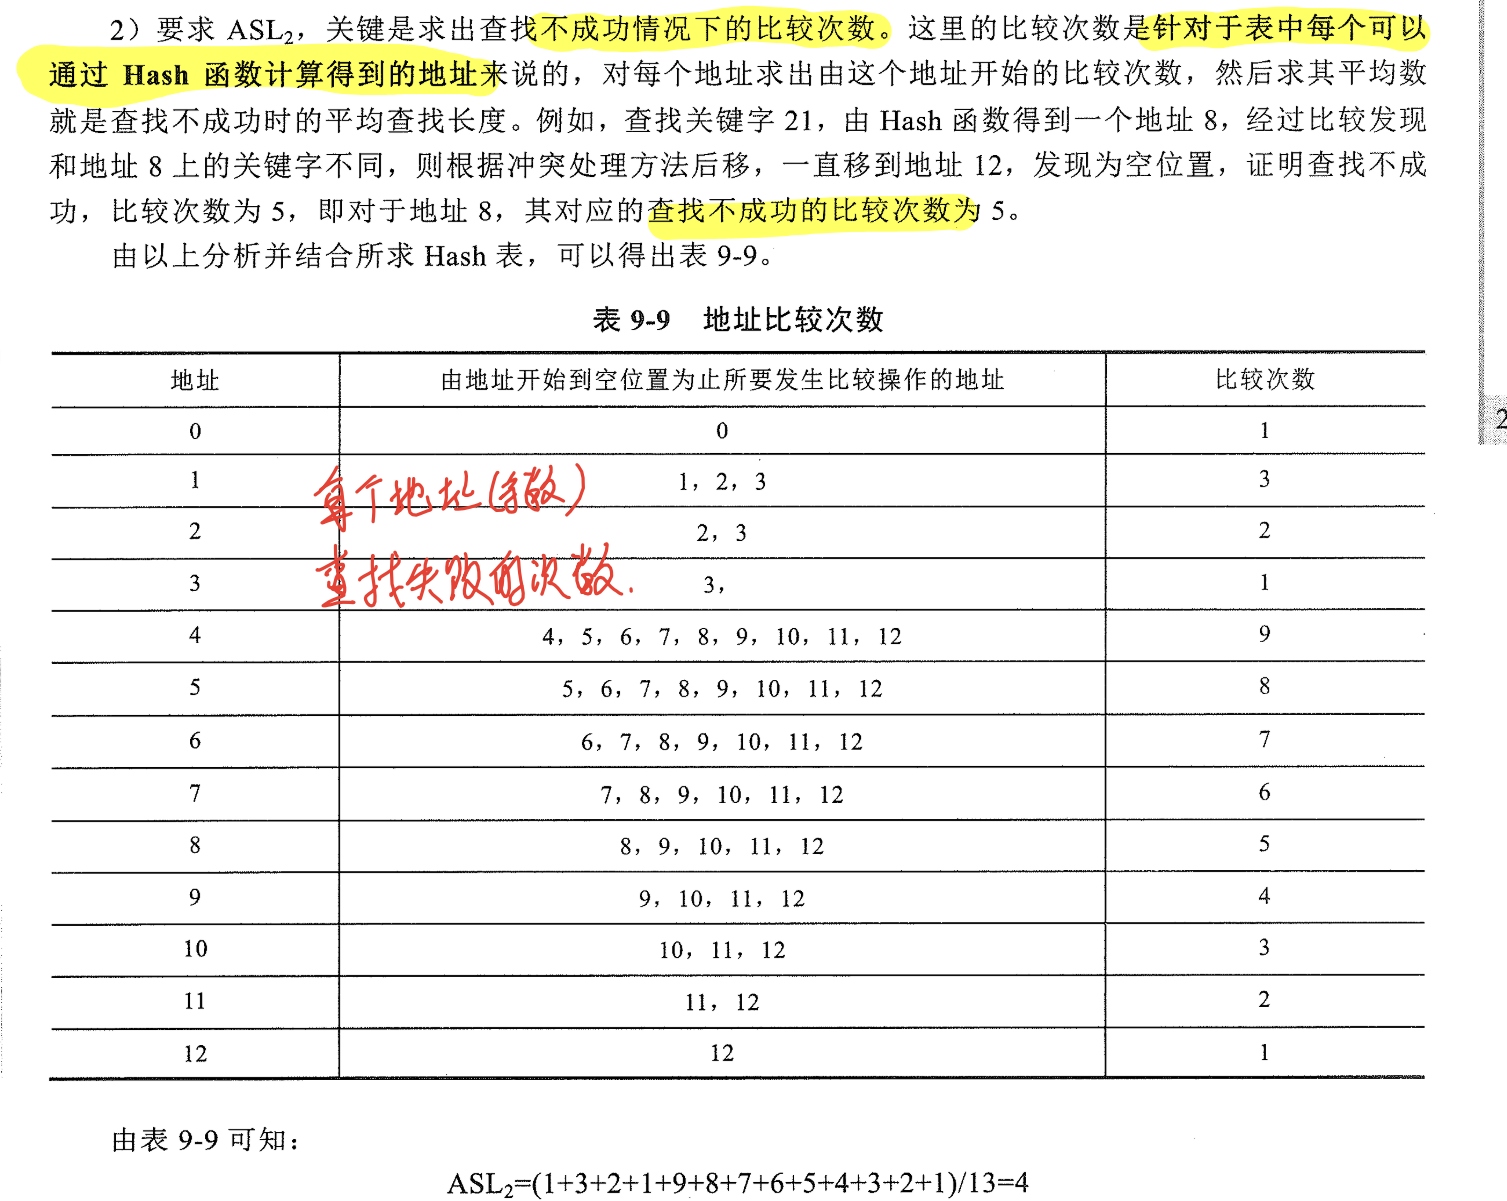 2）要求 ASL₂，关键是求出查找不成功情况下的比较次数。这里的比较次数是针对于表中每个可以
通过 Hash 函数计算得到的地址来说的，对每个地址求出由这个地址开始的比较次数，然后求其平均数
就是查找不成功时的平均查找长度。例如，查找关键字 21，由 Hash 函数得到一个地址 8，经过比较发现
和地址 8 上的关键字不同，则根据冲突处理方法后移，一直移到地址 12，发现为空位置，证明查找不成
功，比较次数为 5，即对于地址 8，其对应的查找不成功的比较次数为 5。
由以上分析并结合所求 Hash 表，可以得出表 9-9。
表 9-9 地址比较次数
地址 由地址开始到空位置为止所要发生比较操作的地址 比较次数
0 0 1
1 1，2，3 3
每个地址(余数)
2 2，3 2
查找失败的次数.
3 3， 1
4 4，5，6，7，8，9，10，11，12 9
5 5，6，7，8，9，10，11，12 8
6 6，7，8，9，10，11，12 7
7 7，8，9，10，11，12 6
8 8，9，10，11，12 5
9 9，10，11，12 4
10 10，11，12 3
11 11，12 2
12 12 1
由表 9-9 可知：
ASL₂=(1+3+2+1+9+8+7+6+5+4+3+2+1)/13=4
2